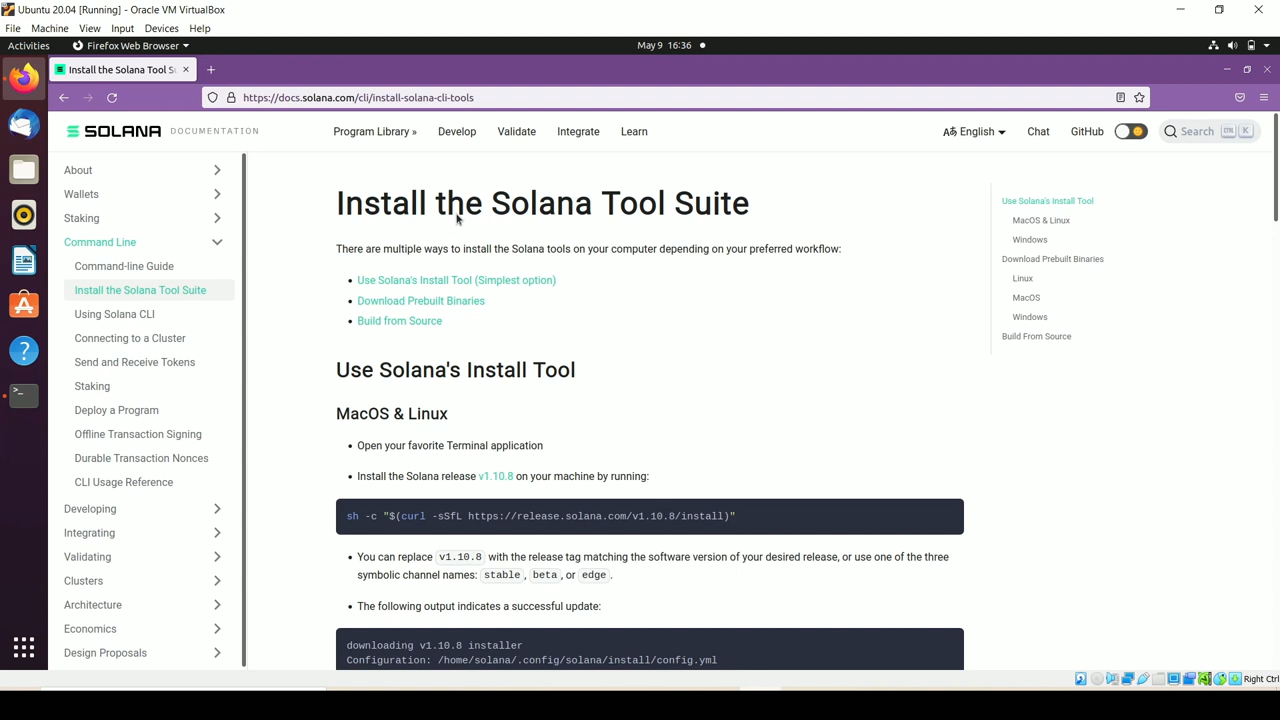 Ubuntu 20.04 [Running] - Oracle VM VirtualBox
File Machine View Input Devices Help
Activities Firefox Web Browser May 9 16:36
Install the Solana Tool Su
https://docs.solana.com/cli/install-solana-cli-tools
SOLANA DOCUMENTATION Program Library » Develop Validate Integrate Learn English Chat GitHub Search CTRL K
About
Wallets
Staking
Command Line
Command-line Guide
Install the Solana Tool Suite
Using Solana CLI
Connecting to a Cluster
Send and Receive Tokens
Staking
Deploy a Program
Offline Transaction Signing
Durable Transaction Nonces
CLI Usage Reference
Developing
Integrating
Validating
Clusters
Architecture
Economics
Design Proposals
Install the Solana Tool Suite
There are multiple ways to install the Solana tools on your computer depending on your preferred workflow:
• Use Solana's Install Tool (Simplest option)
• Download Prebuilt Binaries
• Build from Source
Use Solana's Install Tool
MacOS & Linux
• Open your favorite Terminal application
• Install the Solana release v1.10.8 on your machine by running:
sh -c "$(curl -sSfL https://release.solana.com/v1.10.8/install)"
• You can replace v1.10.8 with the release tag matching the software version of your desired release, or use one of the three
symbolic channel names: stable, beta, or edge.
• The following output indicates a successful update:
downloading v1.10.8 installer
Configuration: /home/solana/.config/solana/install/config.yml
Use Solana's Install Tool
MacOS & Linux
Windows
Download Prebuilt Binaries
Linux
MacOS
Windows
Build From Source
Right Ctrl